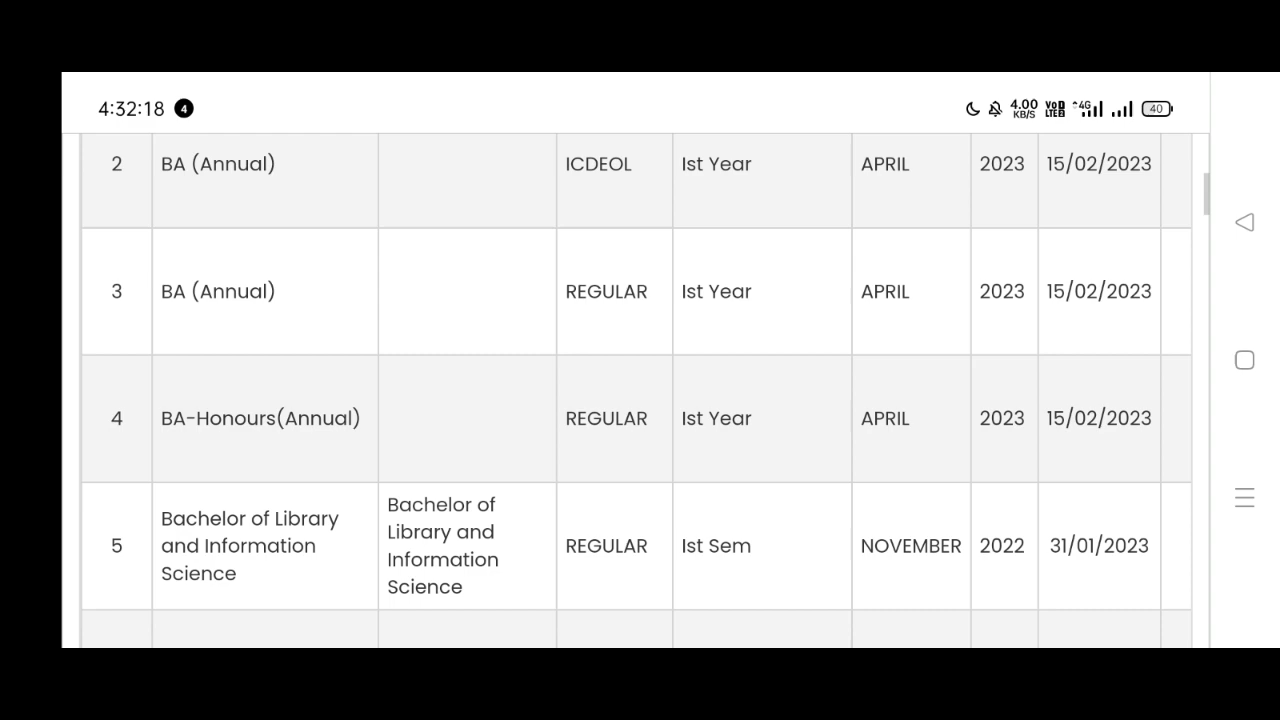 4:32:18 4 4.00 KB/S VoD LTE2 4G 40
2 BA (Annual) ICDEOL Ist Year APRIL 2023 15/02/2023
3 BA (Annual) REGULAR Ist Year APRIL 2023 15/02/2023
4 BA-Honours(Annual) REGULAR Ist Year APRIL 2023 15/02/2023
5
Bachelor of Library
and Information
Science
Bachelor of
Library and
Information
Science
REGULAR Ist Sem NOVEMBER 2022 31/01/2023